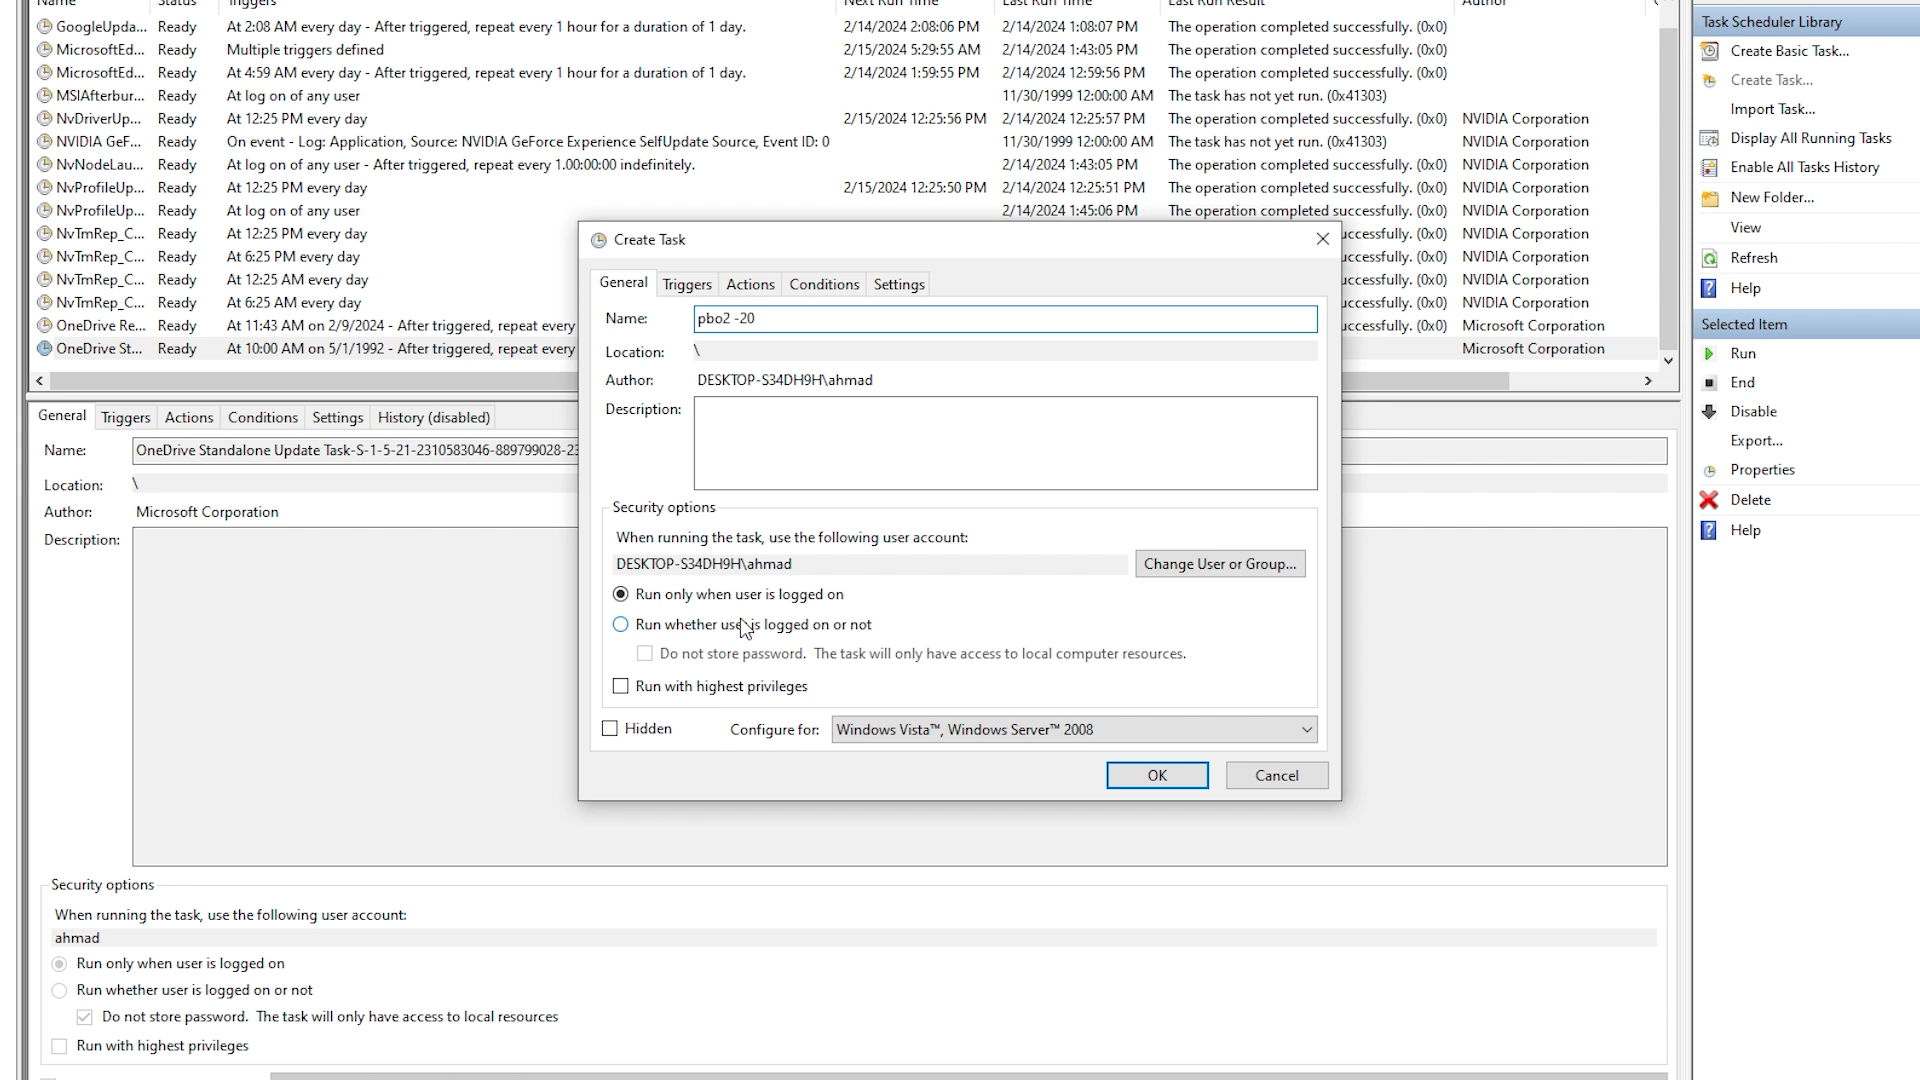 Name Status Triggers Next Run Time Last Run Time Last Run Result Author
GoogleUpda... Ready At 2:08 AM every day - After triggered, repeat every 1 hour for a duration of 1 day. 2/14/2024 2:08:06 PM 2/14/2024 1:08:07 PM The operation completed successfully. (0x0)
MicrosoftEd... Ready Multiple triggers defined 2/15/2024 5:29:55 AM 2/14/2024 1:43:05 PM The operation completed successfully. (0x0)
MicrosoftEd... Ready At 4:59 AM every day - After triggered, repeat every 1 hour for a duration of 1 day. 2/14/2024 1:59:55 PM 2/14/2024 12:59:56 PM The operation completed successfully. (0x0)
MSIAfterbur... Ready At log on of any user 11/30/1999 12:00:00 AM The task has not yet run. (0x41303)
NvDriverUp... Ready At 12:25 PM every day 2/15/2024 12:25:56 PM 2/14/2024 12:25:57 PM The operation completed successfully. (0x0) NVIDIA Corporation
NVIDIA GeF... Ready On event - Log: Application, Source: NVIDIA GeForce Experience SelfUpdate Source, Event ID: 0 11/30/1999 12:00:00 AM The task has not yet run. (0x41303) NVIDIA Corporation
NvNodeLau... Ready At log on of any user - After triggered, repeat every 1.00:00:00 indefinitely. 2/14/2024 1:43:05 PM The operation completed successfully. (0x0) NVIDIA Corporation
NvProfileUp... Ready At 12:25 PM every day 2/15/2024 12:25:50 PM 2/14/2024 12:25:51 PM The operation completed successfully. (0x0) NVIDIA Corporation
NvProfileUp... Ready At log on of any user 2/14/2024 1:45:06 PM The operation completed successfully. (0x0) NVIDIA Corporation
NvTmRep_C... Ready At 12:25 PM every day uccessfully. (0x0) NVIDIA Corporation
NvTmRep_C... Ready At 6:25 PM every day uccessfully. (0x0) NVIDIA Corporation
NvTmRep_C... Ready At 12:25 AM every day uccessfully. (0x0) NVIDIA Corporation
NvTmRep_C... Ready At 6:25 AM every day uccessfully. (0x0) NVIDIA Corporation
OneDrive Re... Ready At 11:43 AM on 2/9/2024 - After triggered, repeat every uccessfully. (0x0) Microsoft Corporation
OneDrive St... Ready At 10:00 AM on 5/1/1992 - After triggered, repeat every Microsoft Corporation
General Triggers Actions Conditions Settings History (disabled)
Name: OneDrive Standalone Update Task-S-1-5-21-2310583046-889799028-23
Location: \
Author: Microsoft Corporation
Description:
Security options
When running the task, use the following user account:
ahmad
Run only when user is logged on
Run whether user is logged on or not
Do not store password. The task will only have access to local resources
Run with highest privileges
Create Task
General Triggers Actions Conditions Settings
Name: pbo2 -20
Location: \
Author: DESKTOP-S34DH9H\ahmad
Description:
Security options
When running the task, use the following user account:
DESKTOP-S34DH9H\ahmad Change User or Group...
Run only when user is logged on
Run whether user is logged on or not
Do not store password. The task will only have access to local computer resources.
Run with highest privileges
Hidden Configure for: Windows Vista™, Windows Server™ 2008
OK Cancel
Task Scheduler Library
Create Basic Task...
Create Task...
Import Task...
Display All Running Tasks
Enable All Tasks History
New Folder...
View
Refresh
Help
Selected Item
Run
End
Disable
Export...
Properties
Delete
Help